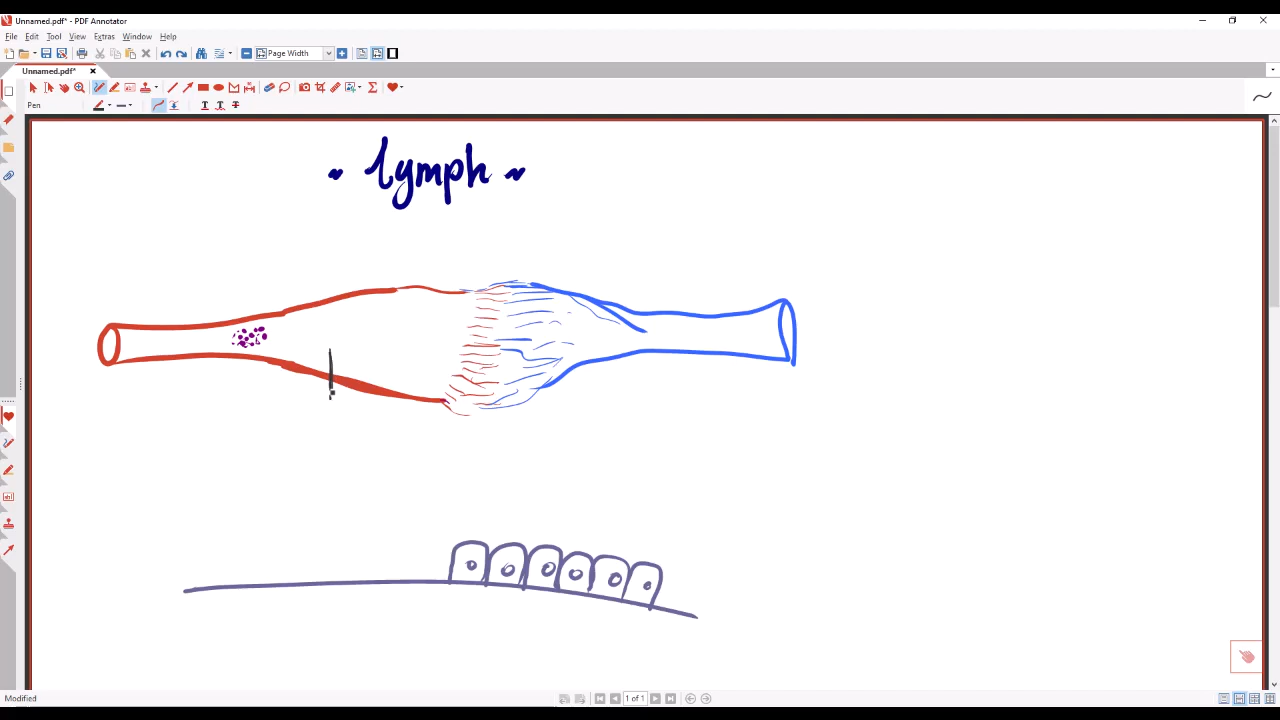 Unnamed.pdf* - PDF Annotator
File Edit Tool View Extras Window Help
Page Width
Unnamed.pdf*
Pen
~ lymph ~
Modified
1 of 1